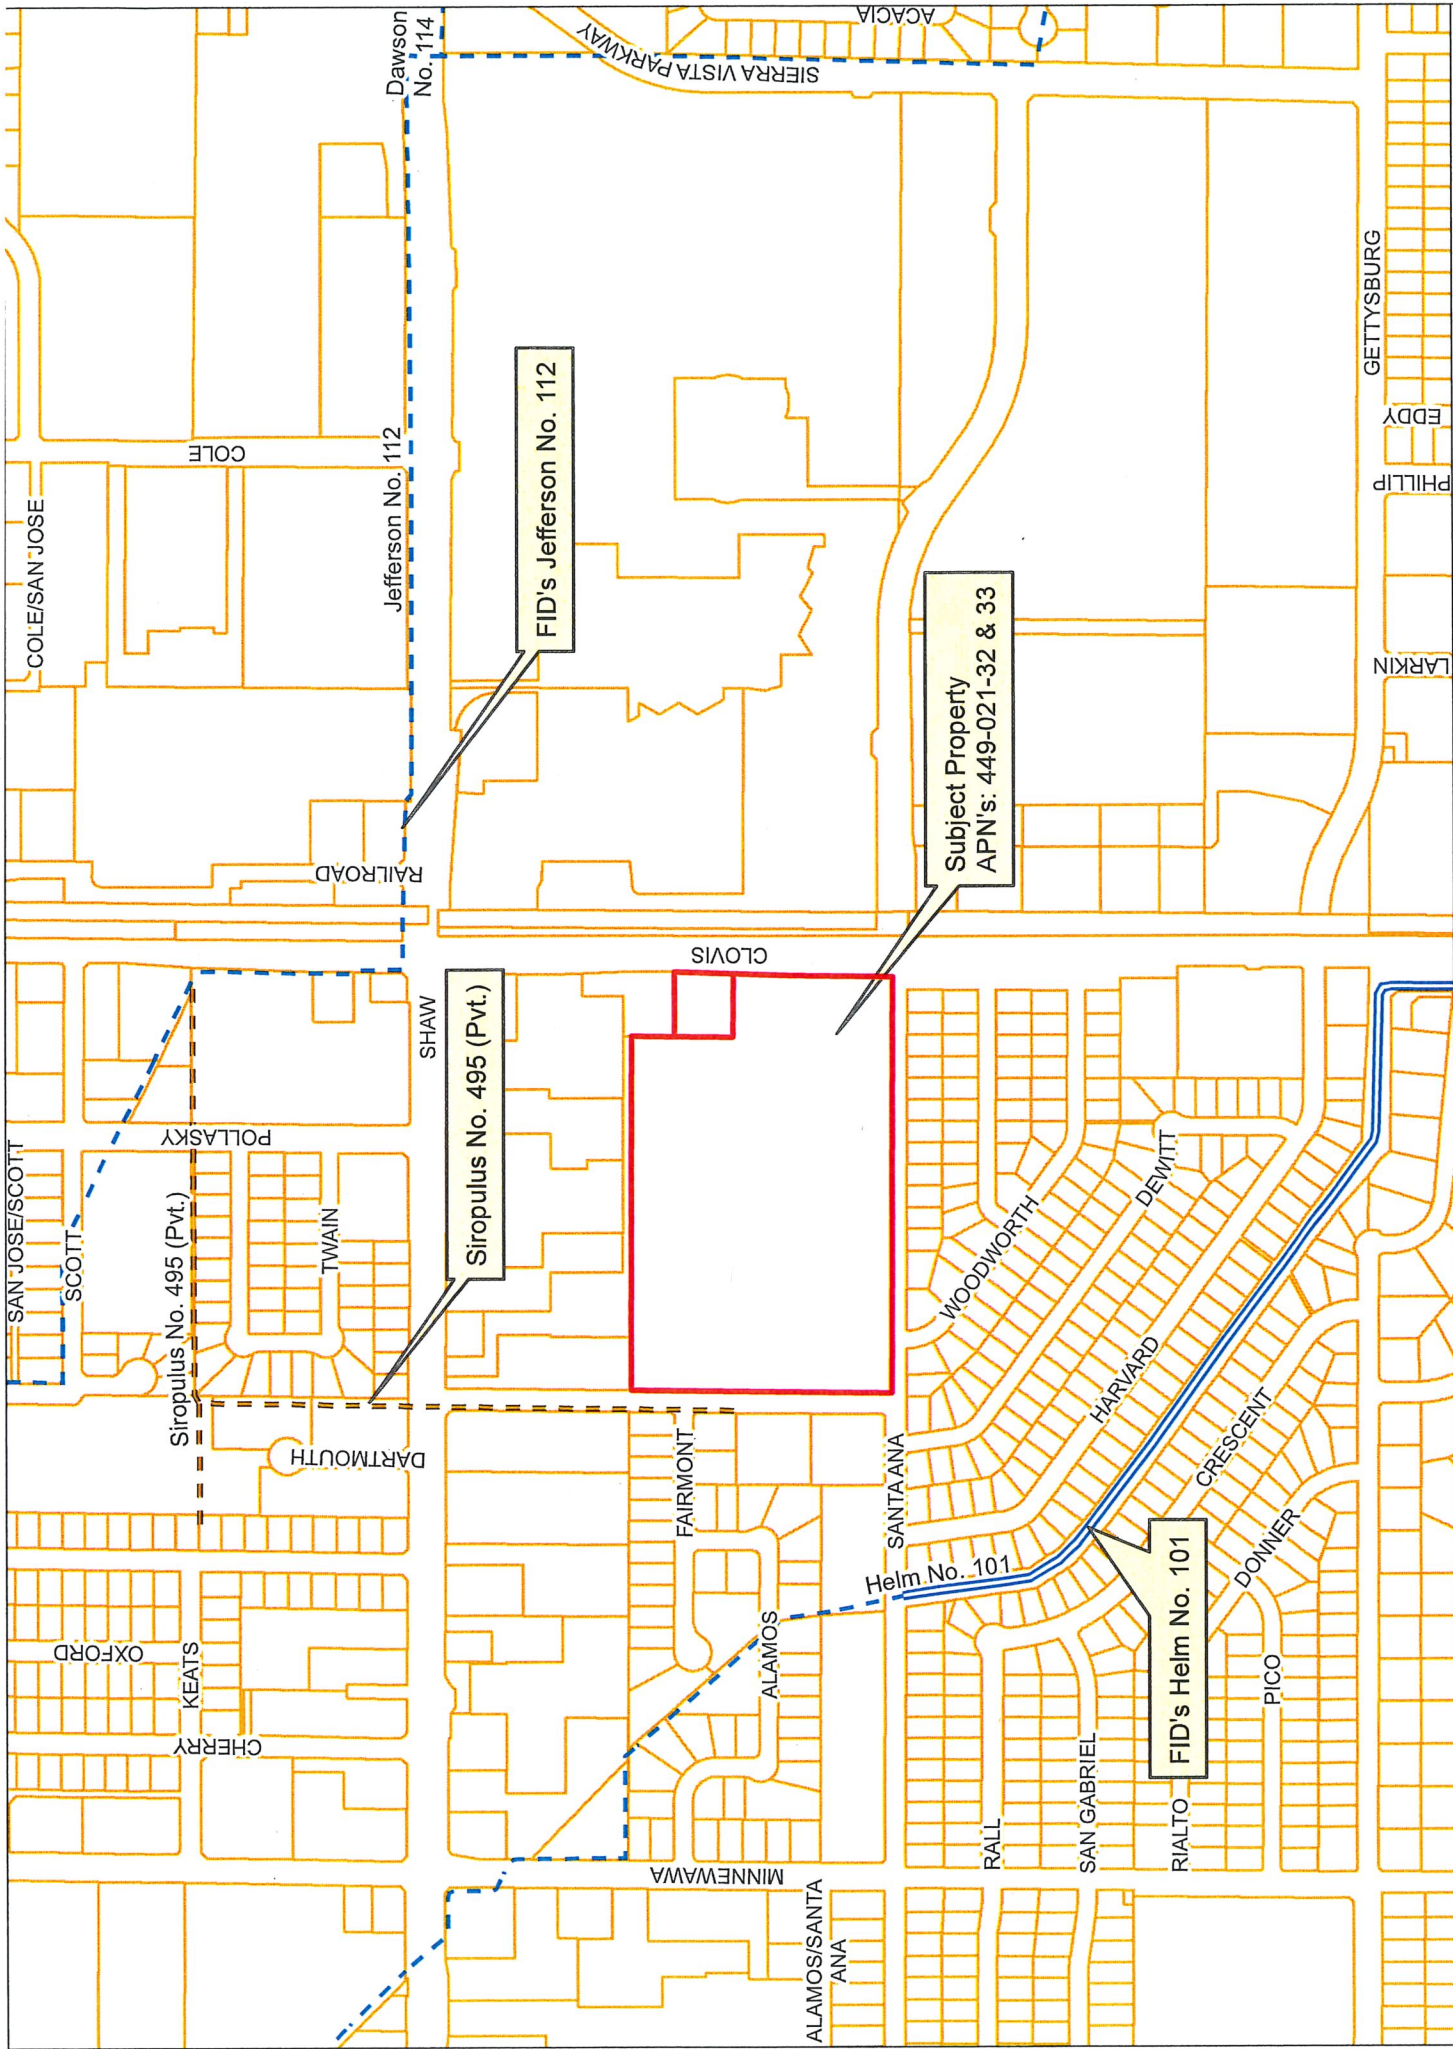 SAN JOSE/SCOTT
SCOTT
COLE/SAN JOSE
COLE
Dawson
No. 114
ACACIA
SIERRA VISTA PARKWAY
Jefferson No. 112
FID's Jefferson No. 112
RAILROAD
CLOVIS
SHAW
POLLASKY
TWAIN
Siropulus No. 495 (Pvt.)
Siropulus No. 495 (Pvt.)
DARTMOUTH
OXFORD
KEATS
CHERRY
FAIRMONT
ALAMOS
MINNEWAWA
ALAMOS/SANTA
ANA
SANTA ANA
Helm No. 101
FID's Helm No. 101
Subject Property
APN's: 449-021-32 & 33
WOODWORTH
DEWITT
HARVARD
CRESCENT
DONNER
PICO
RIALTO
SAN GABRIEL
RALL
GETTYSBURG
EDDY
PHILLIP
LARKIN